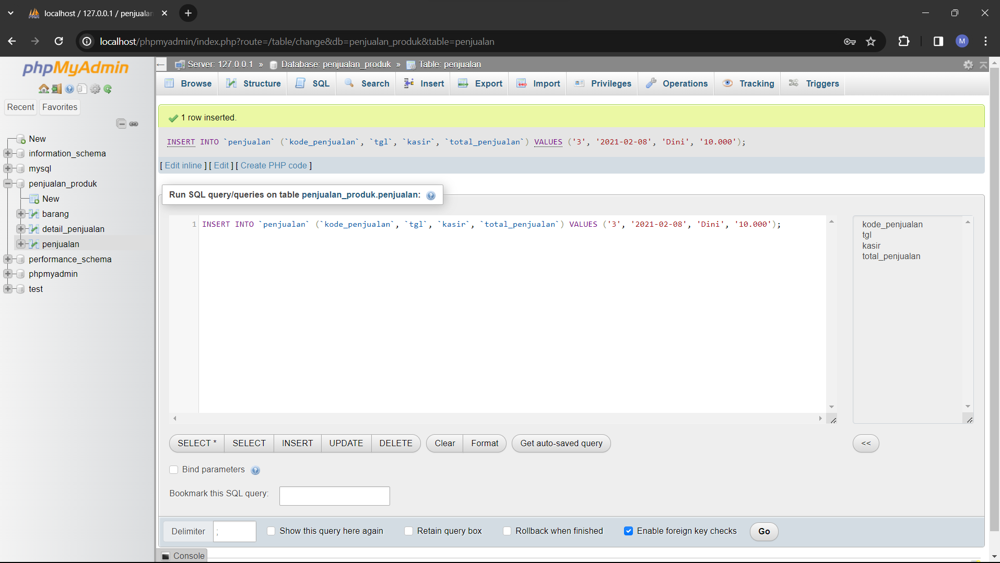 localhost / 127.0.0.1 / penjualan
localhost/phpmyadmin/index.php?route=/table/change&db=penjualan_produk&table=penjualan
M
phpMyAdmin
Recent
Favorites
New
information_schema
mysql
penjualan_produk
New
barang
detail_penjualan
penjualan
performance_schema
phpmyadmin
test
Server: 127.0.0.1 » Database: penjualan_produk » Table: penjualan
Browse
Structure
SQL
Search
Insert
Export
Import
Privileges
Operations
Tracking
Triggers
1 row inserted.
INSERT INTO `penjualan` (`kode_penjualan`, `tgl`, `kasir`, `total_penjualan`) VALUES ('3', '2021-02-08', 'Dini', '10.000');
[ Edit inline ] [ Edit ] [ Create PHP code ]
Run SQL query/queries on table penjualan_produk.penjualan:
1 INSERT INTO `penjualan` (`kode_penjualan`, `tgl`, `kasir`, `total_penjualan`) VALUES ('3', '2021-02-08', 'Dini', '10.000');
kode_penjualan
tgl
kasir
total_penjualan
SELECT *
SELECT
INSERT
UPDATE
DELETE
Clear
Format
Get auto-saved query
<<
Bind parameters
Bookmark this SQL query:
Delimiter
;
Show this query here again
Retain query box
Rollback when finished
Enable foreign key checks
Go
Console